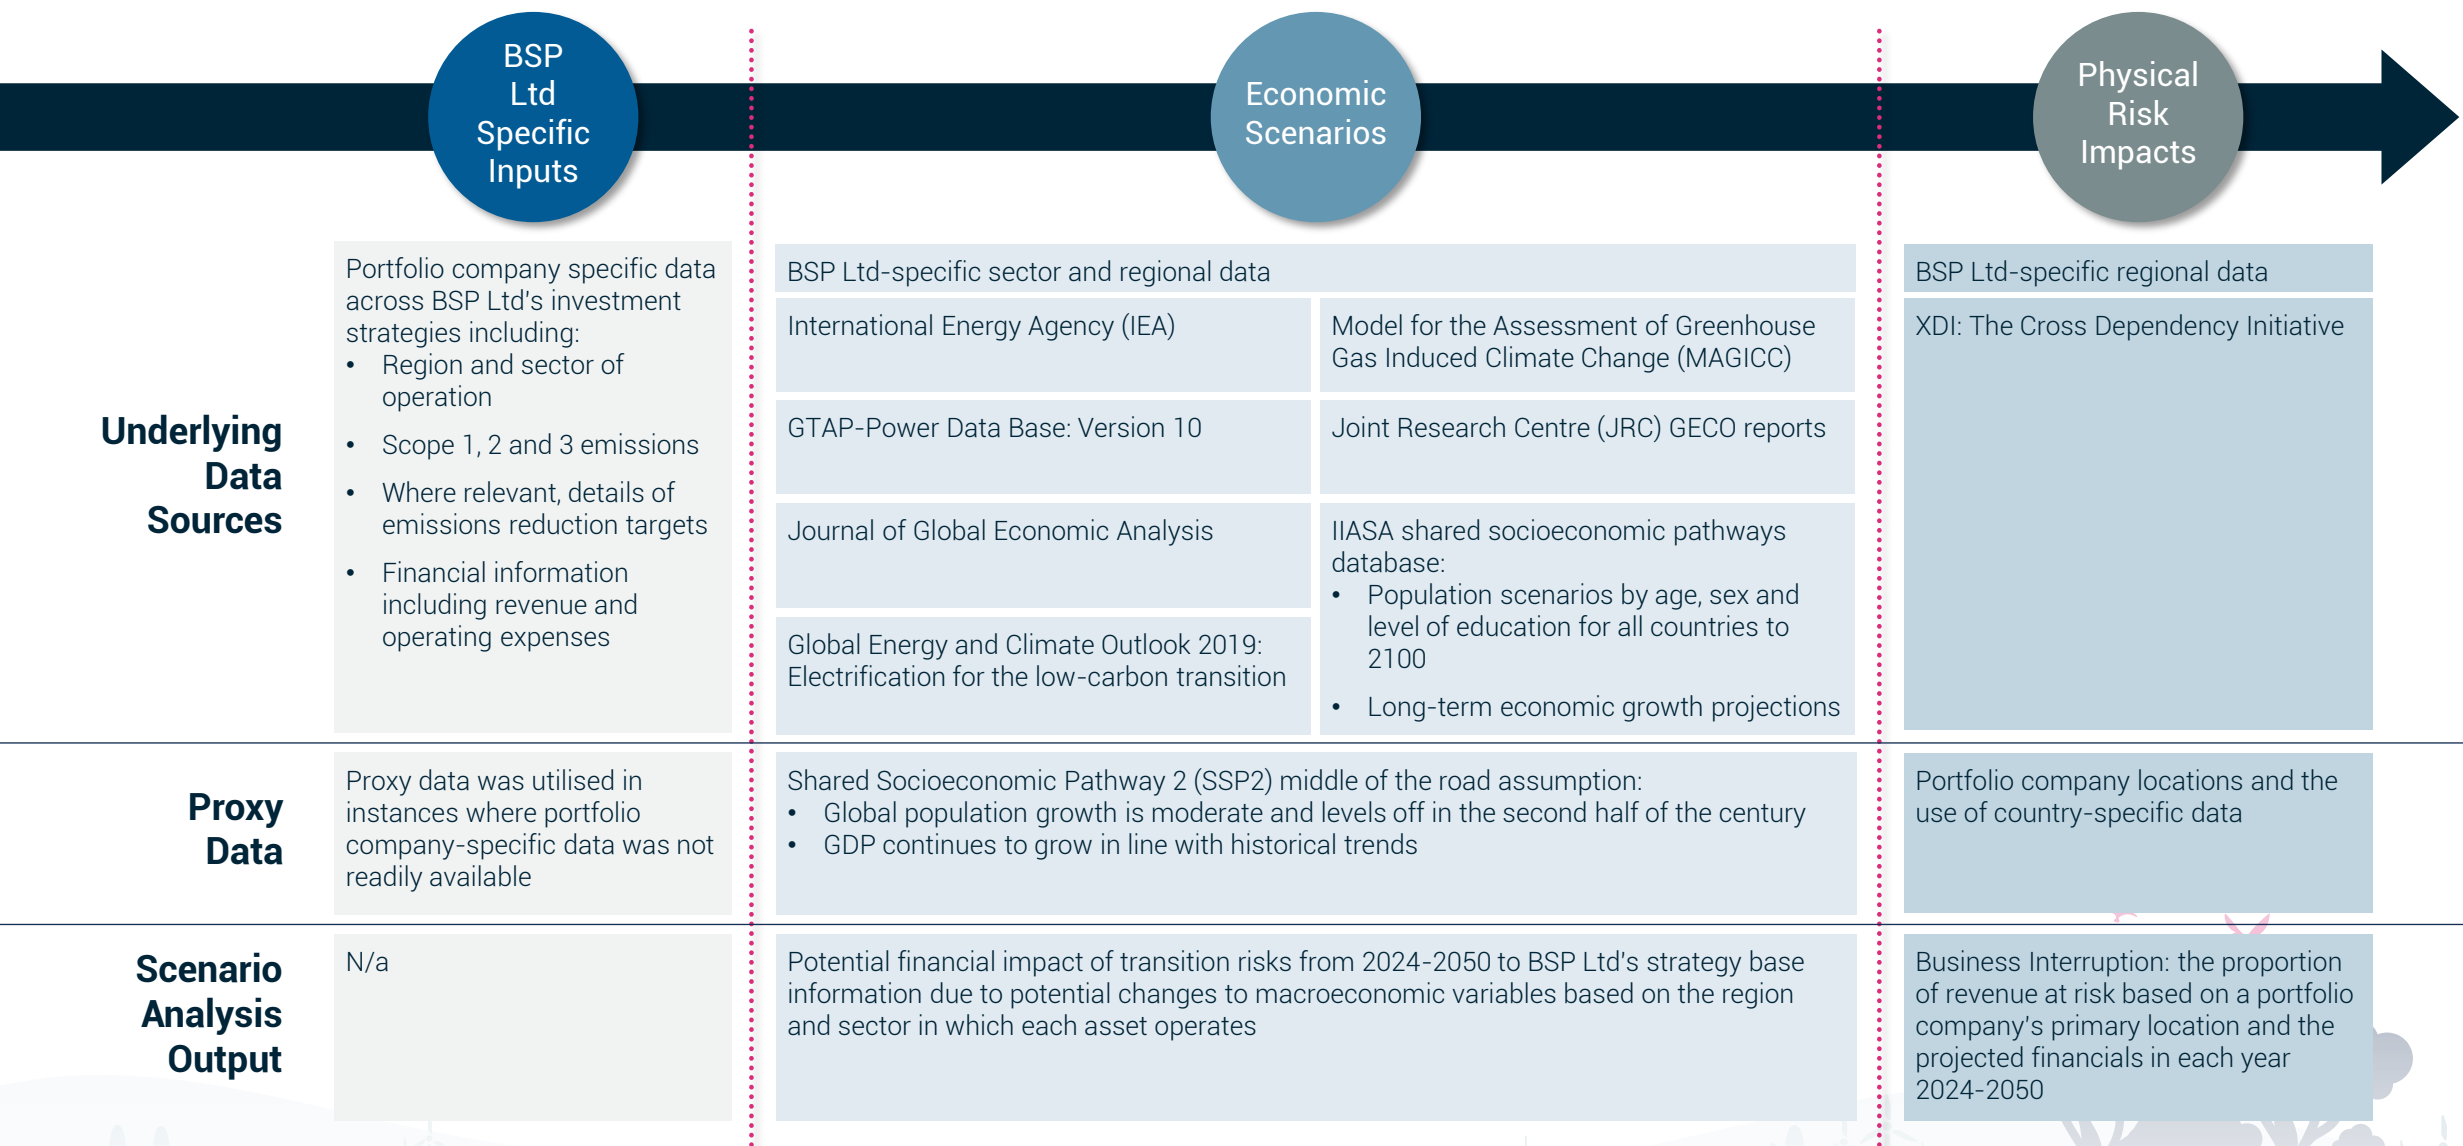 BSP
Ltd
Specific
Inputs
Economic
Scenarios
Physical
Risk
Impacts
Underlying
Data
Sources
Portfolio company specific data
across BSP Ltd's investment
strategies including:
• Region and sector of
operation
• Scope 1, 2 and 3 emissions
• Where relevant, details of
emissions reduction targets
• Financial information
including revenue and
operating expenses
BSP Ltd-specific sector and regional data
International Energy Agency (IEA)
Model for the Assessment of Greenhouse
Gas Induced Climate Change (MAGICC)
GTAP-Power Data Base: Version 10
Joint Research Centre (JRC) GECO reports
Journal of Global Economic Analysis
IIASA shared socioeconomic pathways
database:
• Population scenarios by age, sex and
level of education for all countries to
2100
• Long-term economic growth projections
Global Energy and Climate Outlook 2019:
Electrification for the low-carbon transition
BSP Ltd-specific regional data
XDI: The Cross Dependency Initiative
Proxy
Data
Proxy data was utilised in
instances where portfolio
company-specific data was not
readily available
Shared Socioeconomic Pathway 2 (SSP2) middle of the road assumption:
• Global population growth is moderate and levels off in the second half of the century
• GDP continues to grow in line with historical trends
Portfolio company locations and the
use of country-specific data
Scenario
Analysis
Output
N/a
Potential financial impact of transition risks from 2024-2050 to BSP Ltd's strategy base
information due to potential changes to macroeconomic variables based on the region
and sector in which each asset operates
Business Interruption: the proportion
of revenue at risk based on a portfolio
company's primary location and the
projected financials in each year
2024-2050